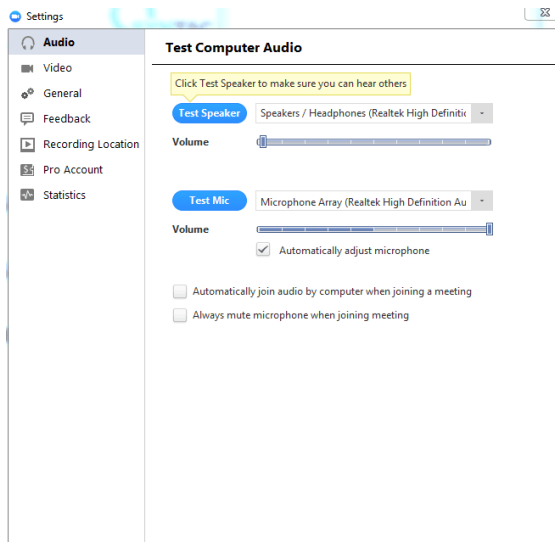 Settings
Audio
Video
General
Feedback
Recording Location
Pro Account
Statistics
Test Computer Audio
Click Test Speaker to make sure you can hear others
Test Speaker
Speakers / Headphones (Realtek High Definitic
Volume
Test Mic
Microphone Array (Realtek High Definition Au
Volume
Automatically adjust microphone
Automatically join audio by computer when joining a meeting
Always mute microphone when joining meeting